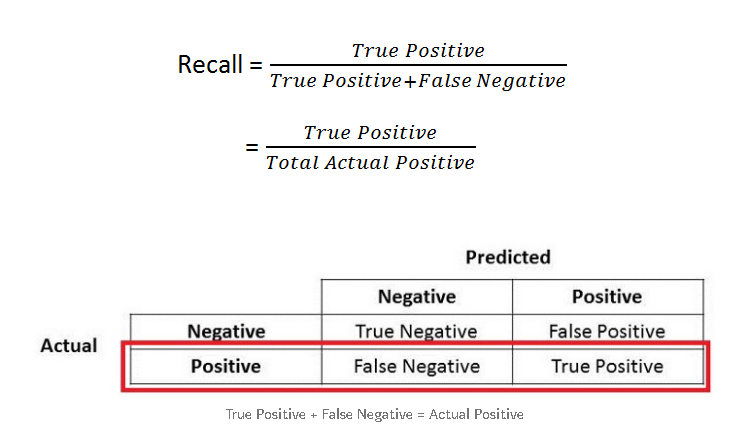 Recall = True Positive
True Positive+False Negative
= True Positive
Total Actual Positive
Predicted
Negative Positive
Actual
Negative True Negative False Positive
Positive False Negative True Positive
True Positive + False Negative = Actual Positive